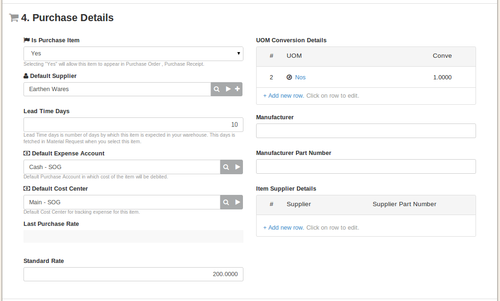 4. Purchase Details
Is Purchase Item
Yes
Selecting "Yes" will allow this item to appear in Purchase Order , Purchase Receipt.
Default Supplier
Earthen Wares
Lead Time Days
10
Lead Time days is number of days by which this item is expected in your warehouse. This days is
fetched in Material Request when you select this item.
Default Expense Account
Cash - SOG
Default Purchase Account in which cost of the item will be debited.
Default Cost Center
Main - SOG
Default Cost Center for tracking expense for this item.
Last Purchase Rate
Standard Rate
200.0000
UOM Conversion Details
# UOM Conve
2 Nos 1.0000
+ Add new row. Click on row to edit.
Manufacturer
Manufacturer Part Number
Item Supplier Details
# Supplier Supplier Part Number
+ Add new row. Click on row to edit.